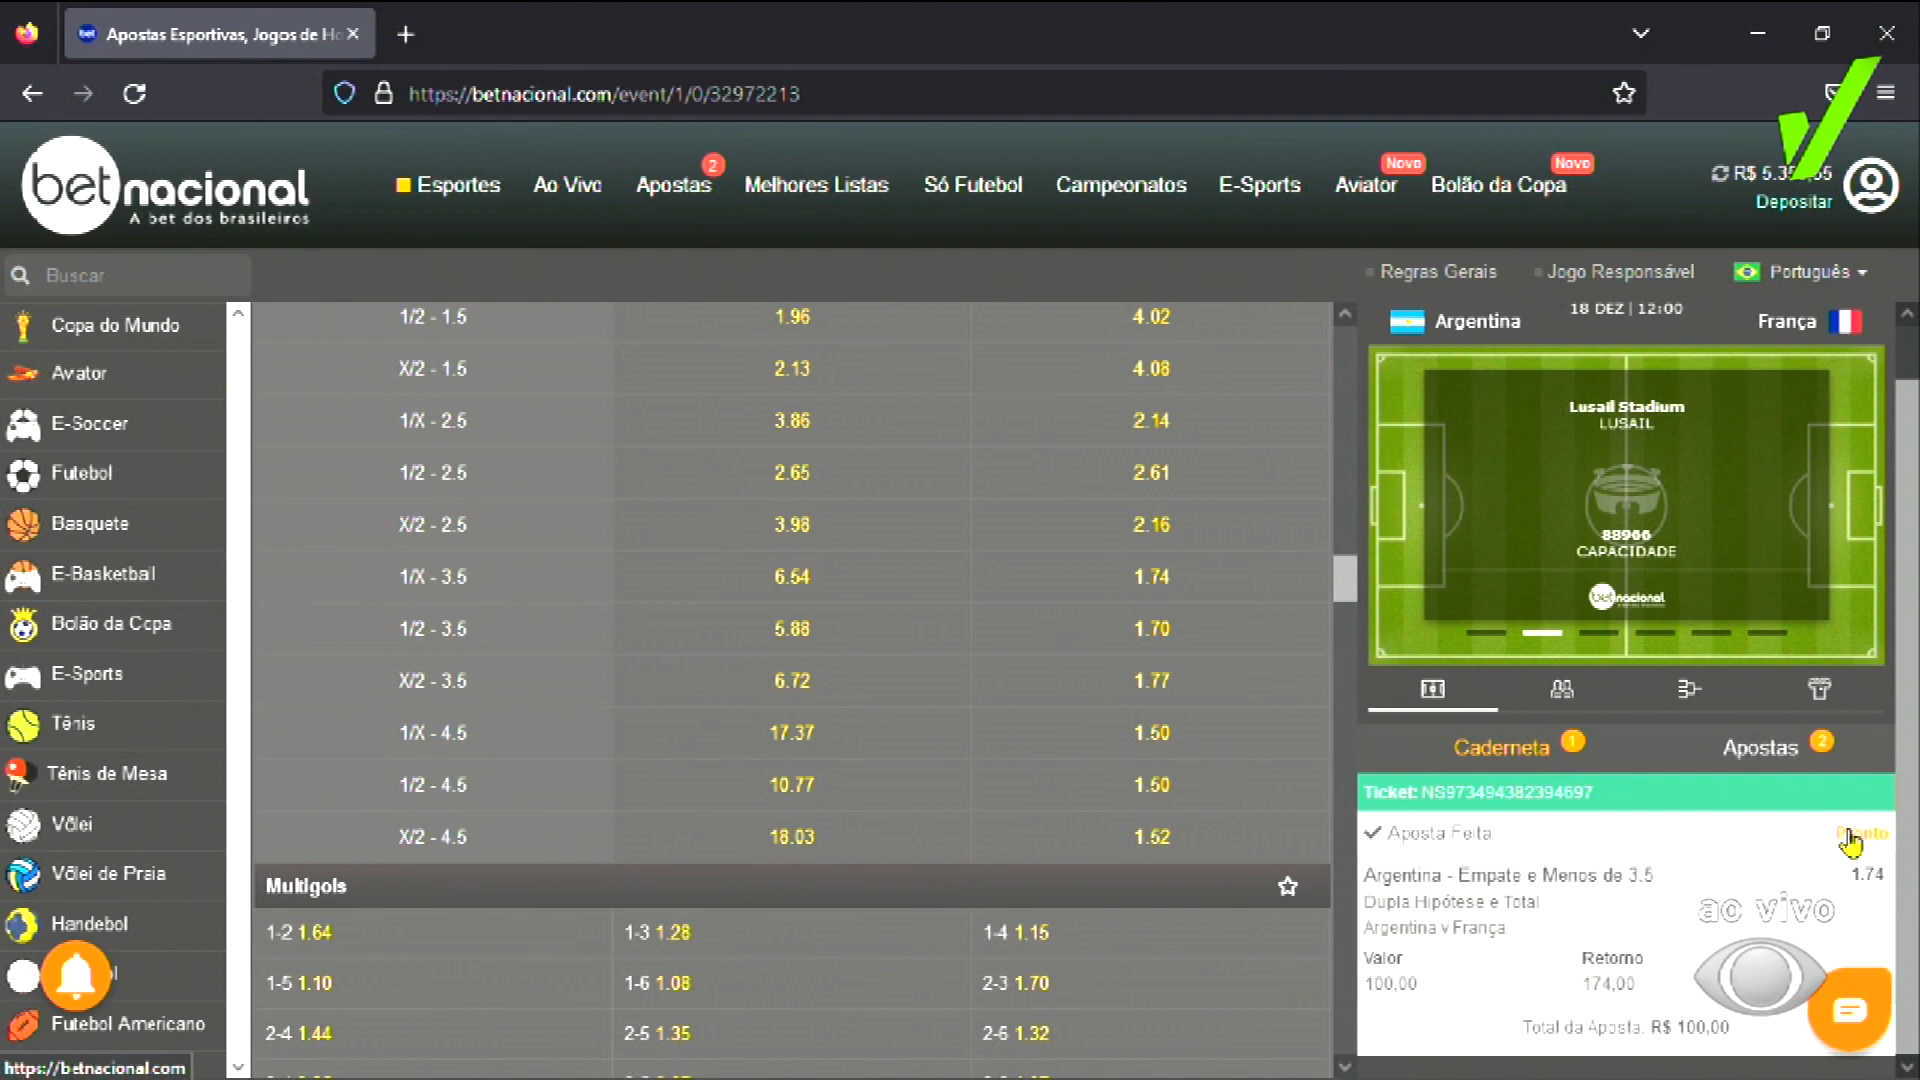 Apostas Esportivas, Jogos de Ho
https://betnacional.com/event/1/0/32972213
betnacional
A bet dos brasileiros
Esportes
Ao Vivo
Apostas
2
Melhores Listas
Só Futebol
Campeonatos
E-Sports
Aviator
Novo
Bolão da Copa
Novo
R$
Depositar
Buscar
Regras Gerais
Jogo Responsável
Português
Copa do Mundo
Aviator
E-Soccer
Futebol
Basquete
E-Basketball
Bolão da Copa
E-Sports
Tênis
Tênis de Mesa
Vôlei
Vôlei de Praia
Handebol
Futebol Americano
https://betnacional.com
1/2 - 1.5 1.96 4.02
X/2 - 1.5 2.13 4.08
1/X - 2.5 3.86 2.14
1/2 - 2.5 2.65 2.61
X/2 - 2.5 3.98 2.16
1/X - 3.5 6.54 1.74
1/2 - 3.5 5.88 1.70
X/2 - 3.5 6.72 1.77
1/X - 4.5 17.37 1.50
1/2 - 4.5 10.77 1.50
X/2 - 4.5 18.03 1.52
Multigols
1-2 1.64 1-3 1.28 1-4 1.15
1-5 1.10 1-6 1.08 2-3 1.70
2-4 1.44 2-5 1.35 2-6 1.32
Argentina
18 DEZ | 12:00
França
Lusail Stadium
LUSAIL
88966
CAPACIDADE
betnacional
Caderneta 1
Apostas 2
Ticket: NS973494382394697
Aposta Feita
Pronto
Argentina - Empate e Menos de 3.5 1.74
Dupla Hipótese e Total
Argentina v França
Valor Retorno
100,00 174,00
Total da Aposta: R$ 100,00
ao vivo